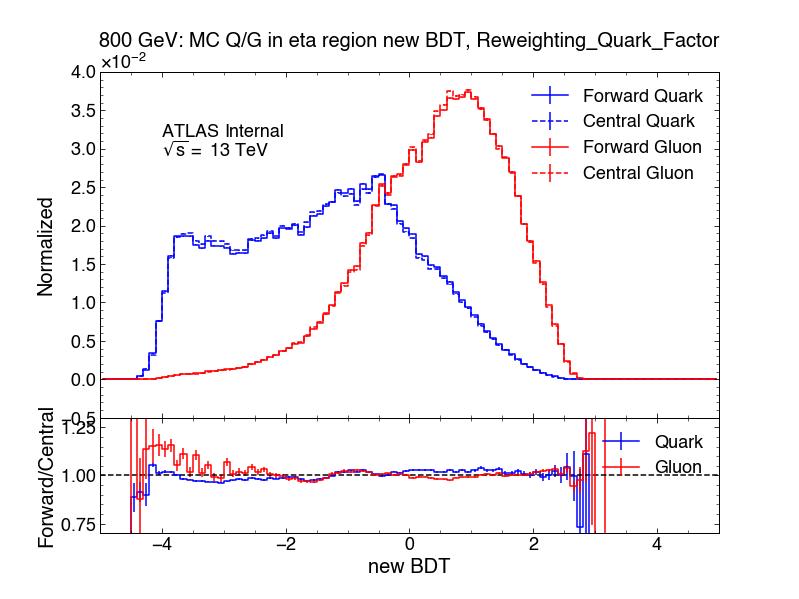 800 GeV: MC Q/G in eta region new BDT, Reweighting_Quark_Factor
×10⁻²
4.0
3.5
3.0
2.5
2.0
1.5
1.0
0.5
0.0
−0.5
Normalized
ATLAS Internal
√s = 13 TeV
Forward Quark
Central Quark
Forward Gluon
Central Gluon
1.25
1.00
0.75
Forward/Central
Quark
Gluon
−4 −2 0 2 4
new BDT